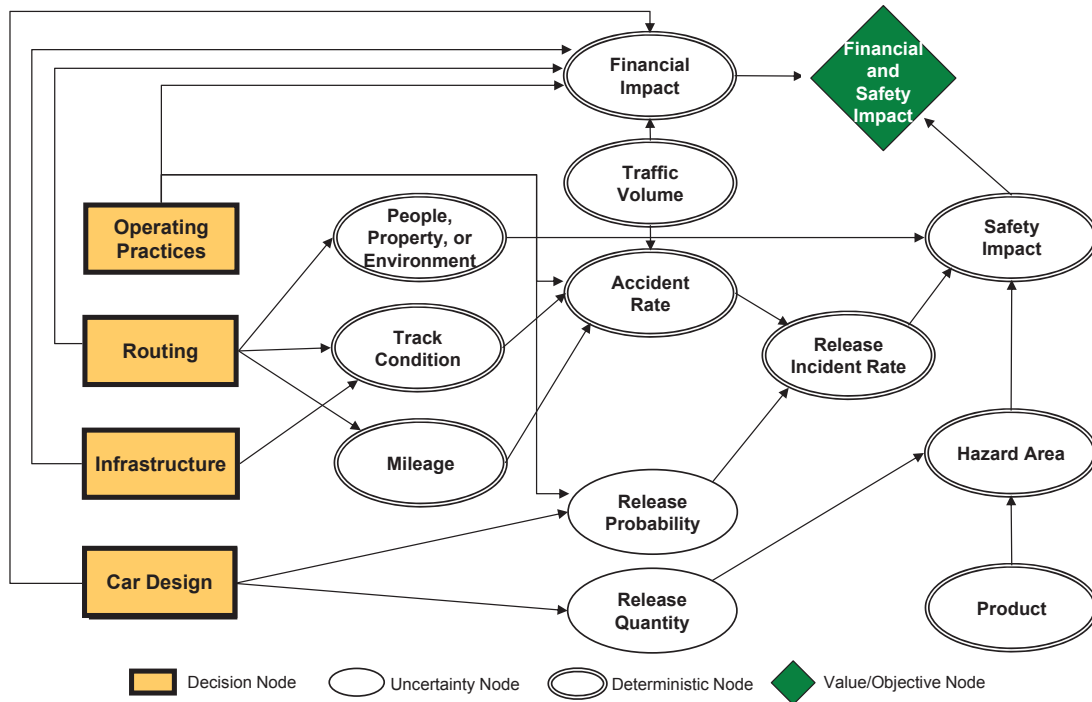 Financial
Impact
Financial
and
Safety
Impact
Traffic
Volume
Operating
Practices
People,
Property, or
Environment
Safety
Impact
Accident
Rate
Routing
Track
Condition
Release
Incident Rate
Infrastructure
Mileage
Hazard Area
Release
Probability
Car Design
Release
Quantity
Product
Decision Node
Uncertainty Node
Deterministic Node
Value/Objective Node